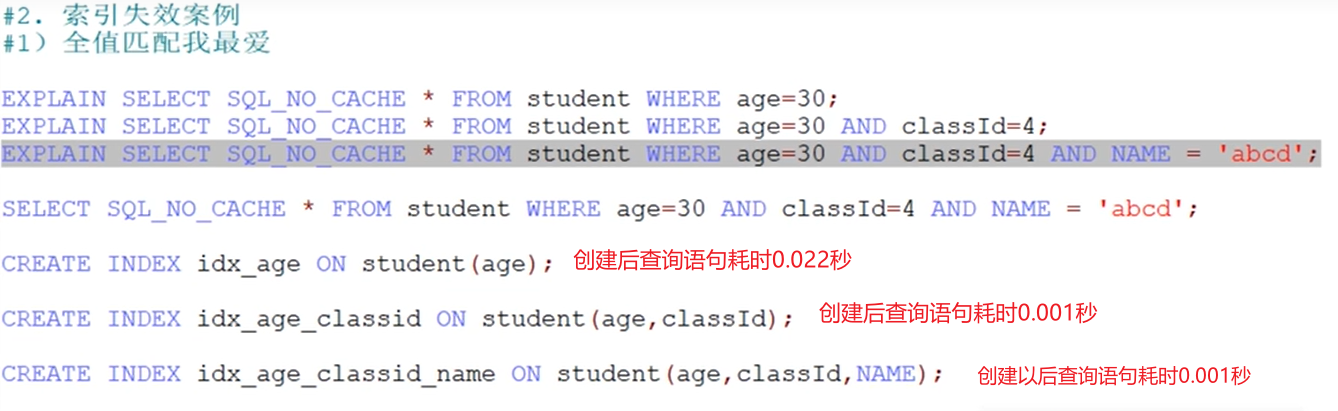 #2. 索引失效案例
#1）全值匹配我最爱
EXPLAIN SELECT SQL_NO_CACHE * FROM student WHERE age=30;
EXPLAIN SELECT SQL_NO_CACHE * FROM student WHERE age=30 AND classId=4;
EXPLAIN SELECT SQL_NO_CACHE * FROM student WHERE age=30 AND classId=4 AND NAME = 'abcd';
SELECT SQL_NO_CACHE * FROM student WHERE age=30 AND classId=4 AND NAME = 'abcd';
CREATE INDEX idx_age ON student(age); 创建后查询语句耗时0.022秒
CREATE INDEX idx_age_classid ON student(age,classId); 创建后查询语句耗时0.001秒
CREATE INDEX idx_age_classid_name ON student(age,classId,NAME); 创建以后查询语句耗时0.001秒